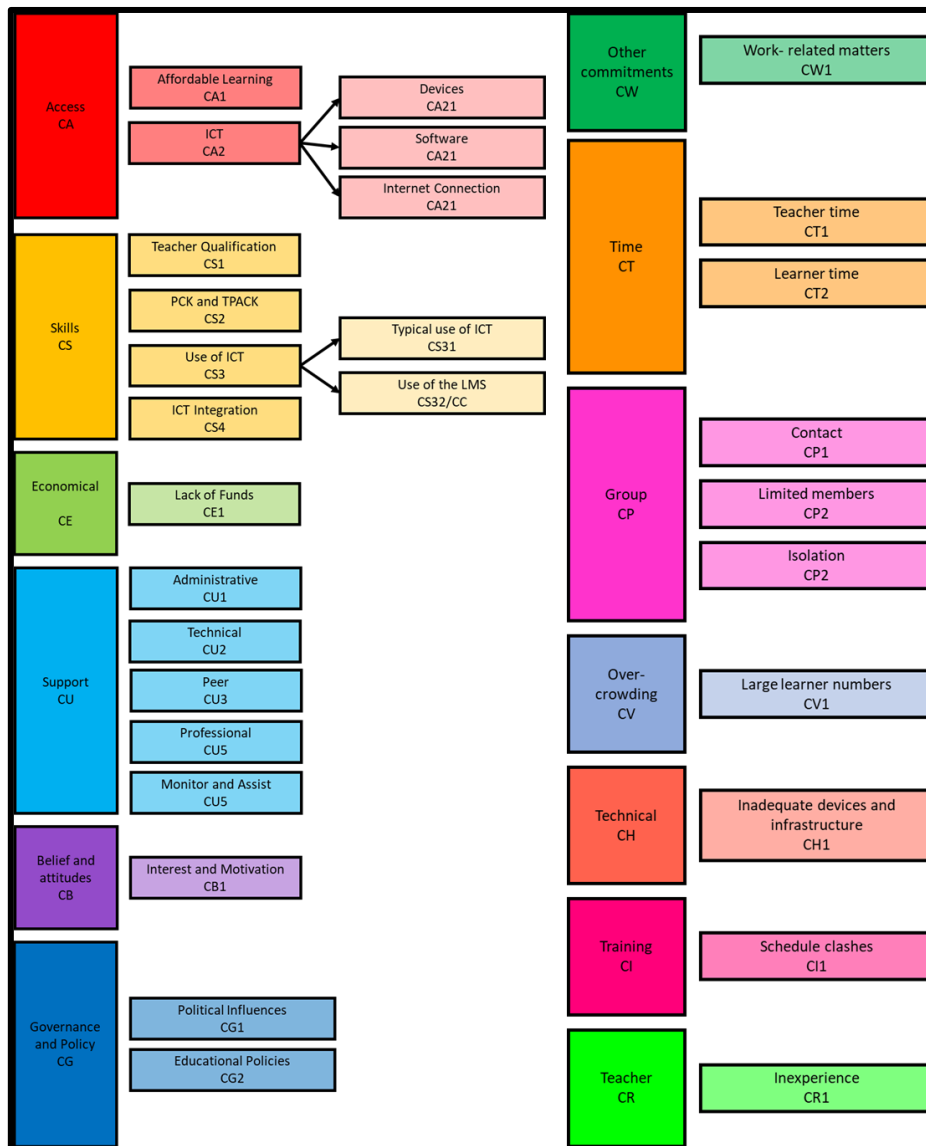 Access
CA
Affordable Learning
CA1
ICT
CA2
Devices
CA21
Software
CA21
Internet Connection
CA21
Skills
CS
Teacher Qualification
CS1
PCK and TPACK
CS2
Use of ICT
CS3
ICT Integration
CS4
Typical use of ICT
CS31
Use of the LMS
CS32/CC
Economical
CE
Lack of Funds
CE1
Support
CU
Administrative
CU1
Technical
CU2
Peer
CU3
Professional
CU5
Monitor and Assist
CU5
Belief and
attitudes
CB
Interest and Motivation
CB1
Governance
and Policy
CG
Political Influences
CG1
Educational Policies
CG2
Other
commitments
CW
Work- related matters
CW1
Time
CT
Teacher time
CT1
Learner time
CT2
Group
CP
Contact
CP1
Limited members
CP2
Isolation
CP2
Over-
crowding
CV
Large learner numbers
CV1
Technical
CH
Inadequate devices and
infrastructure
CH1
Training
CI
Schedule clashes
CI1
Teacher
CR
Inexperience
CR1